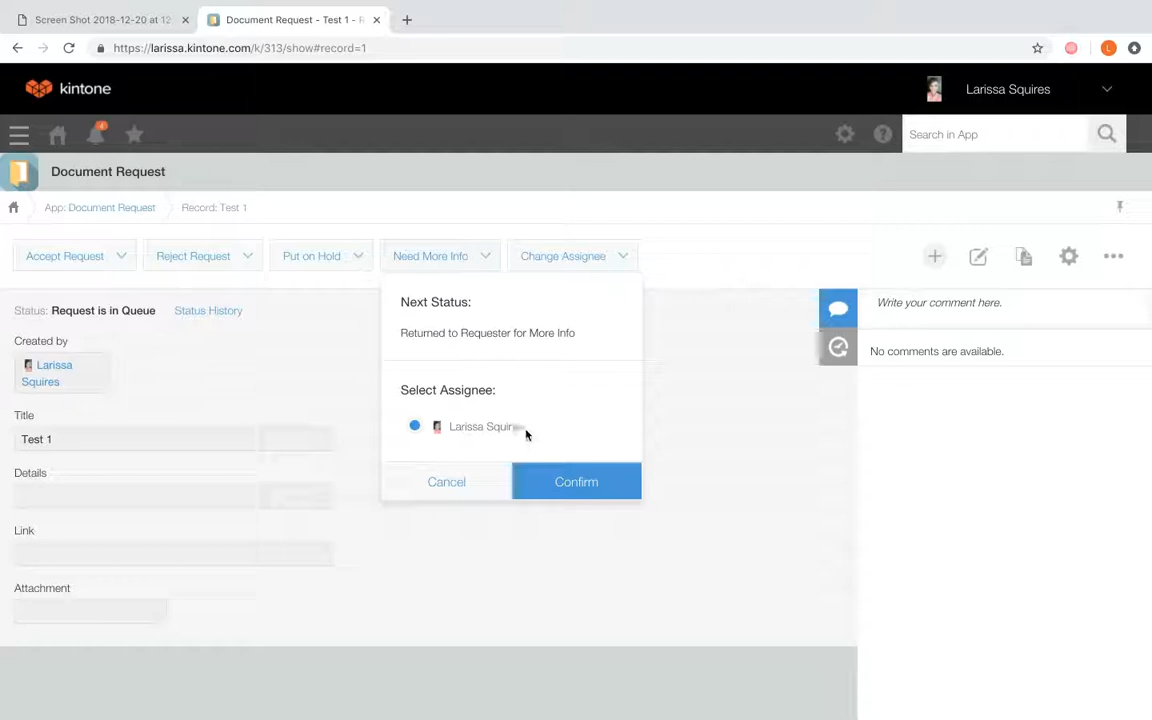 Screen Shot 2018-12-20 at 12
Document Request - Test 1 - R
https://larissa.kintone.com/k/313/show#record=1
kintone
Larissa Squires
Search in App
Document Request
App: Document Request
Record: Test 1
Accept Request
Reject Request
Put on Hold
Need More Info
Change Assignee
Status: Request is in Queue
Status History
Created by
Larissa
Squires
Title
Test 1
Details
Link
Attachment
Next Status:
Returned to Requester for More Info
Select Assignee:
Larissa
Cancel
Confirm
Write your comment here.
No comments are available.
L